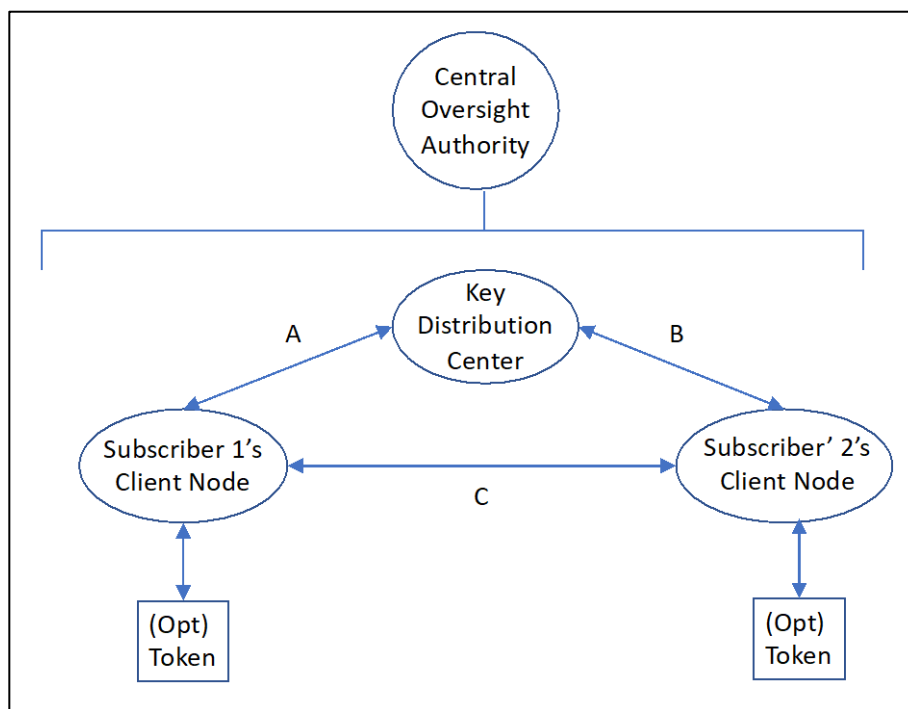 Central
Oversight
Authority
Key
Distribution
Center
A
B
Subscriber 1’s
Client Node
Subscriber’ 2’s
Client Node
C
(Opt)
Token
(Opt)
Token